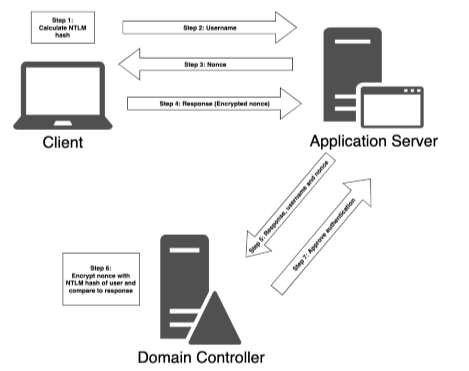 Step 1:
Calculate NTLM
hash
Step 2: Username
Step 3: Nonce
Step 4: Response (Encrypted nonce)
Client
Application Server
Step 5: Response, username and nonce
Step 7: Approve authentication
Step 6:
Encrypt nonce with
NTLM hash of user and
compare to response
Domain Controller